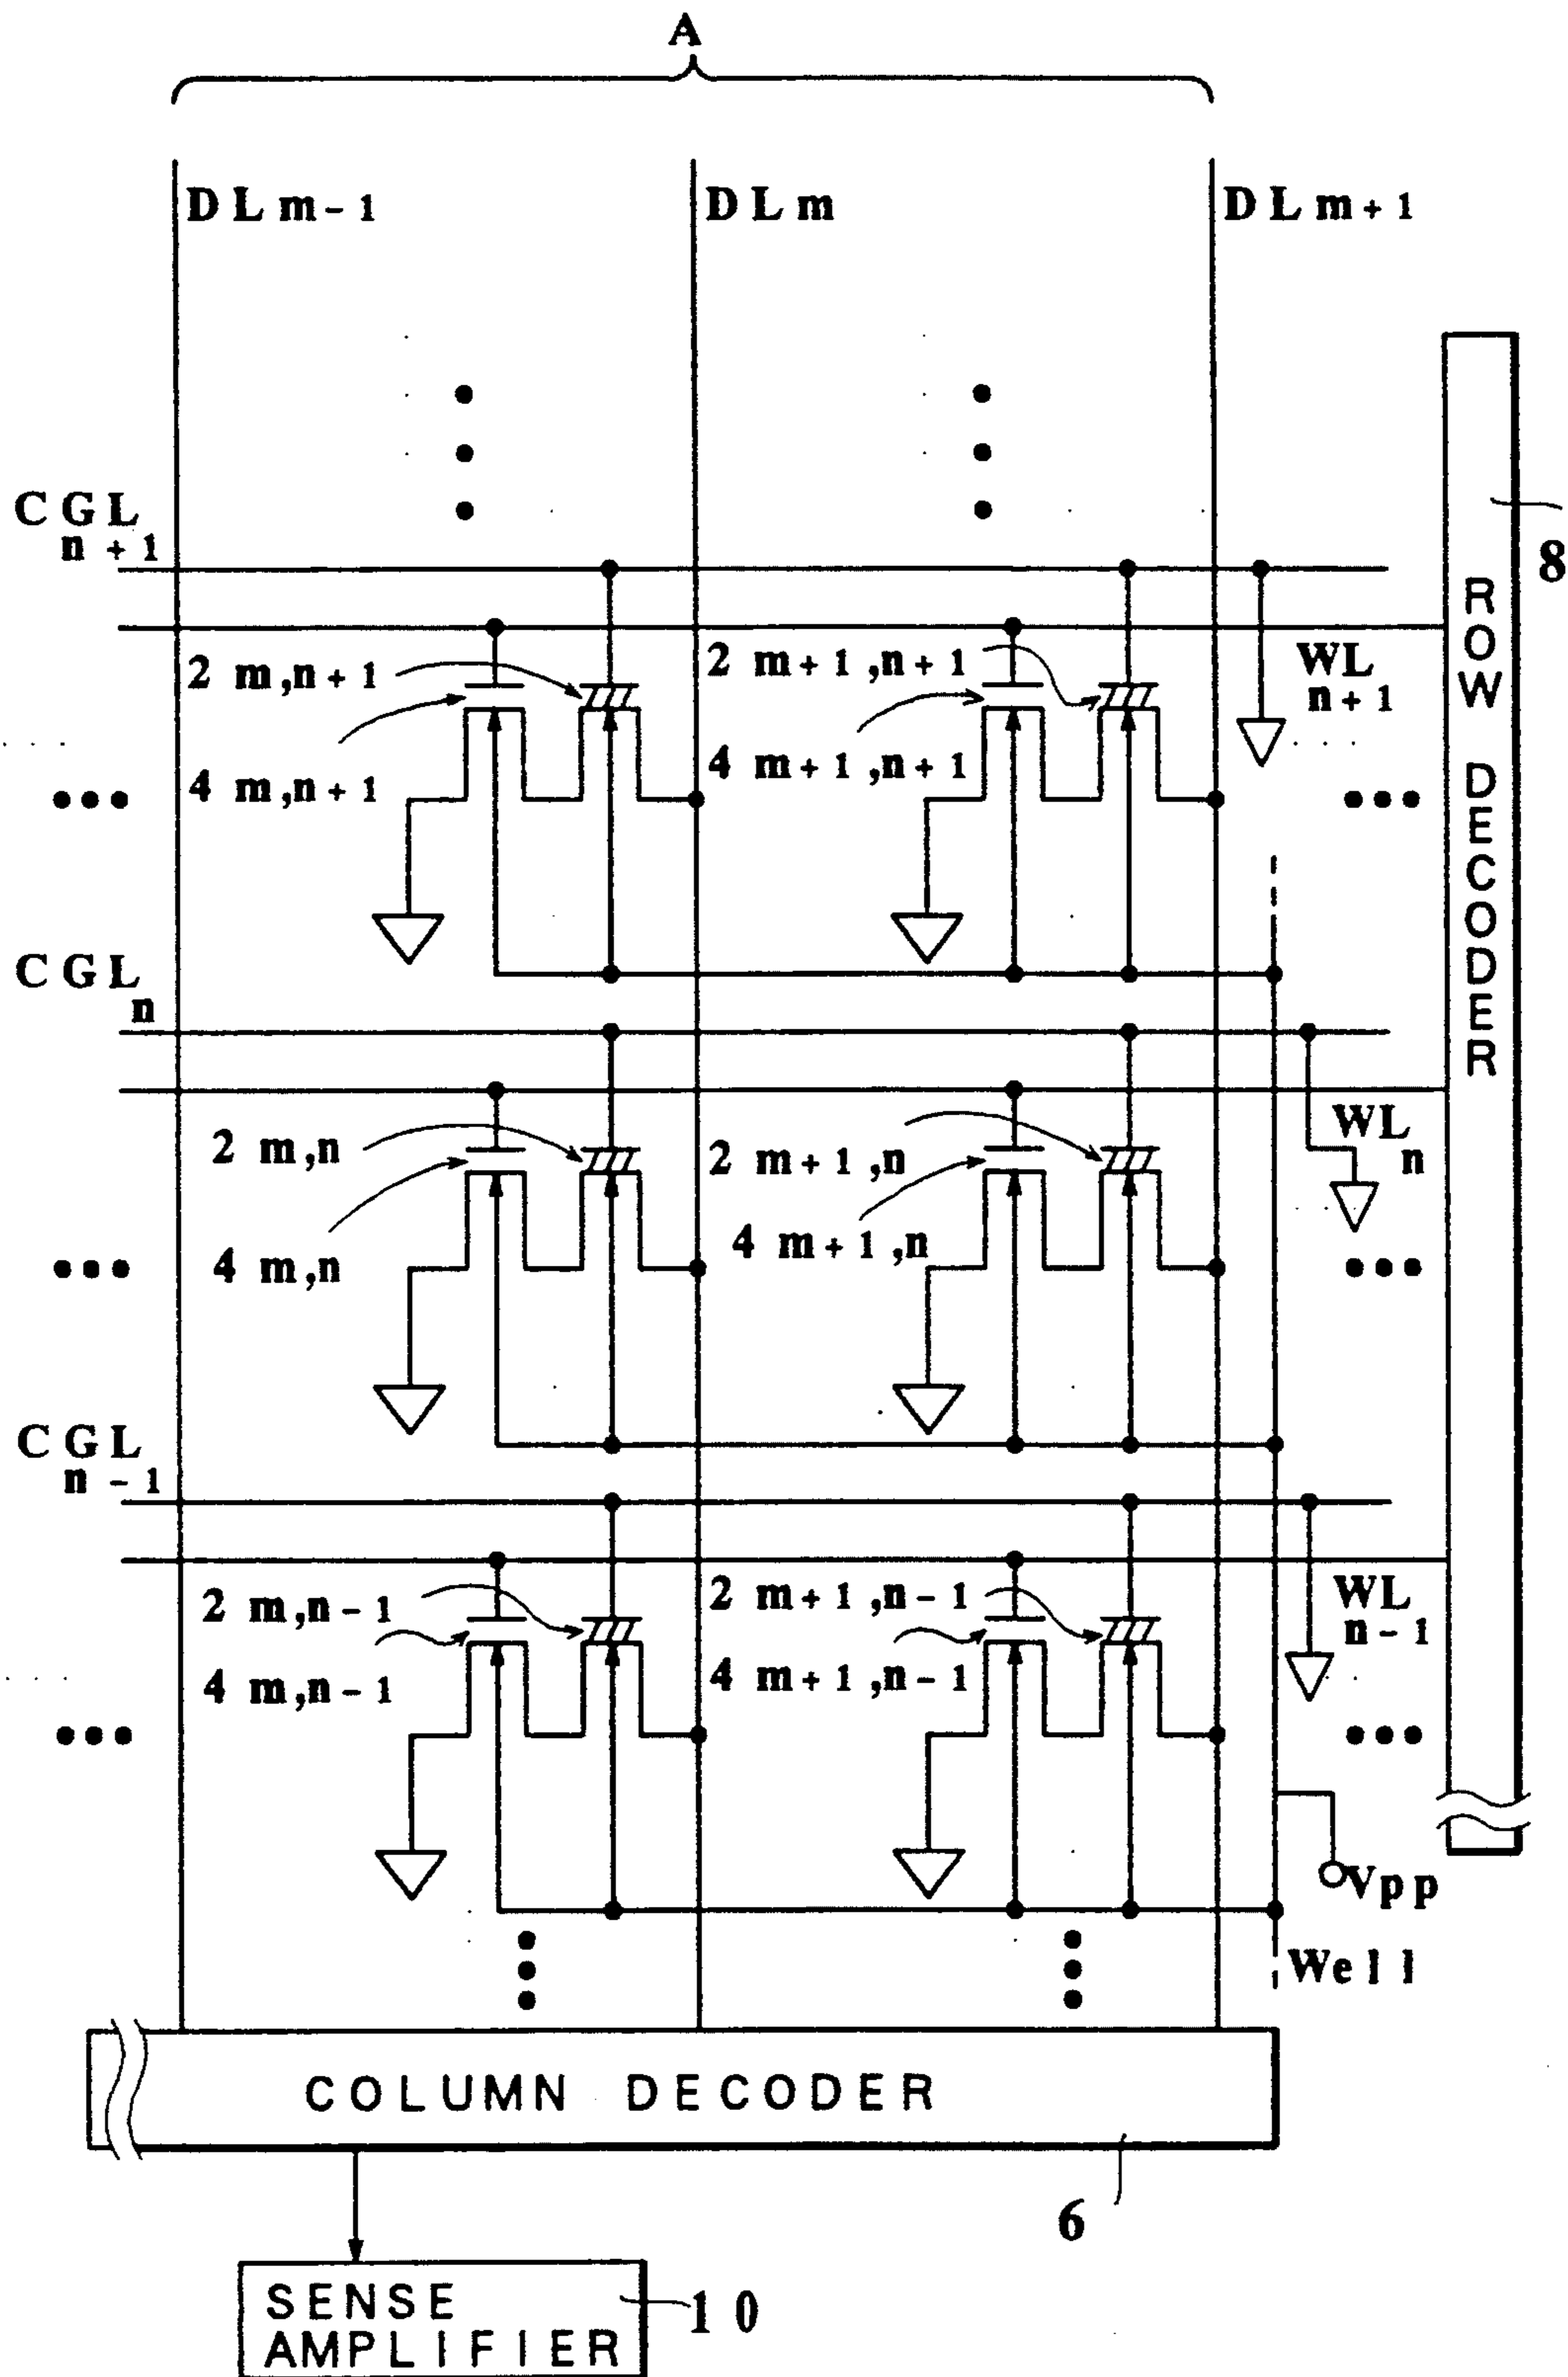 A
DLm-1 DLm DLm+1
CGL
n+1
8
ROW DECODER
2 m,n+1 2 m+1,n+1 WL
n+1
4 m,n+1 4 m+1,n+1
CGL
n
2 m,n 2 m+1,n WL
n
4 m,n 4 m+1,n
CGL
n-1
2 m,n-1 2 m+1,n-1 WL
n-1
4 m,n-1 4 m+1,n-1
Vpp
Well
COLUMN DECODER
6
SENSE
AMPLIFIER
10